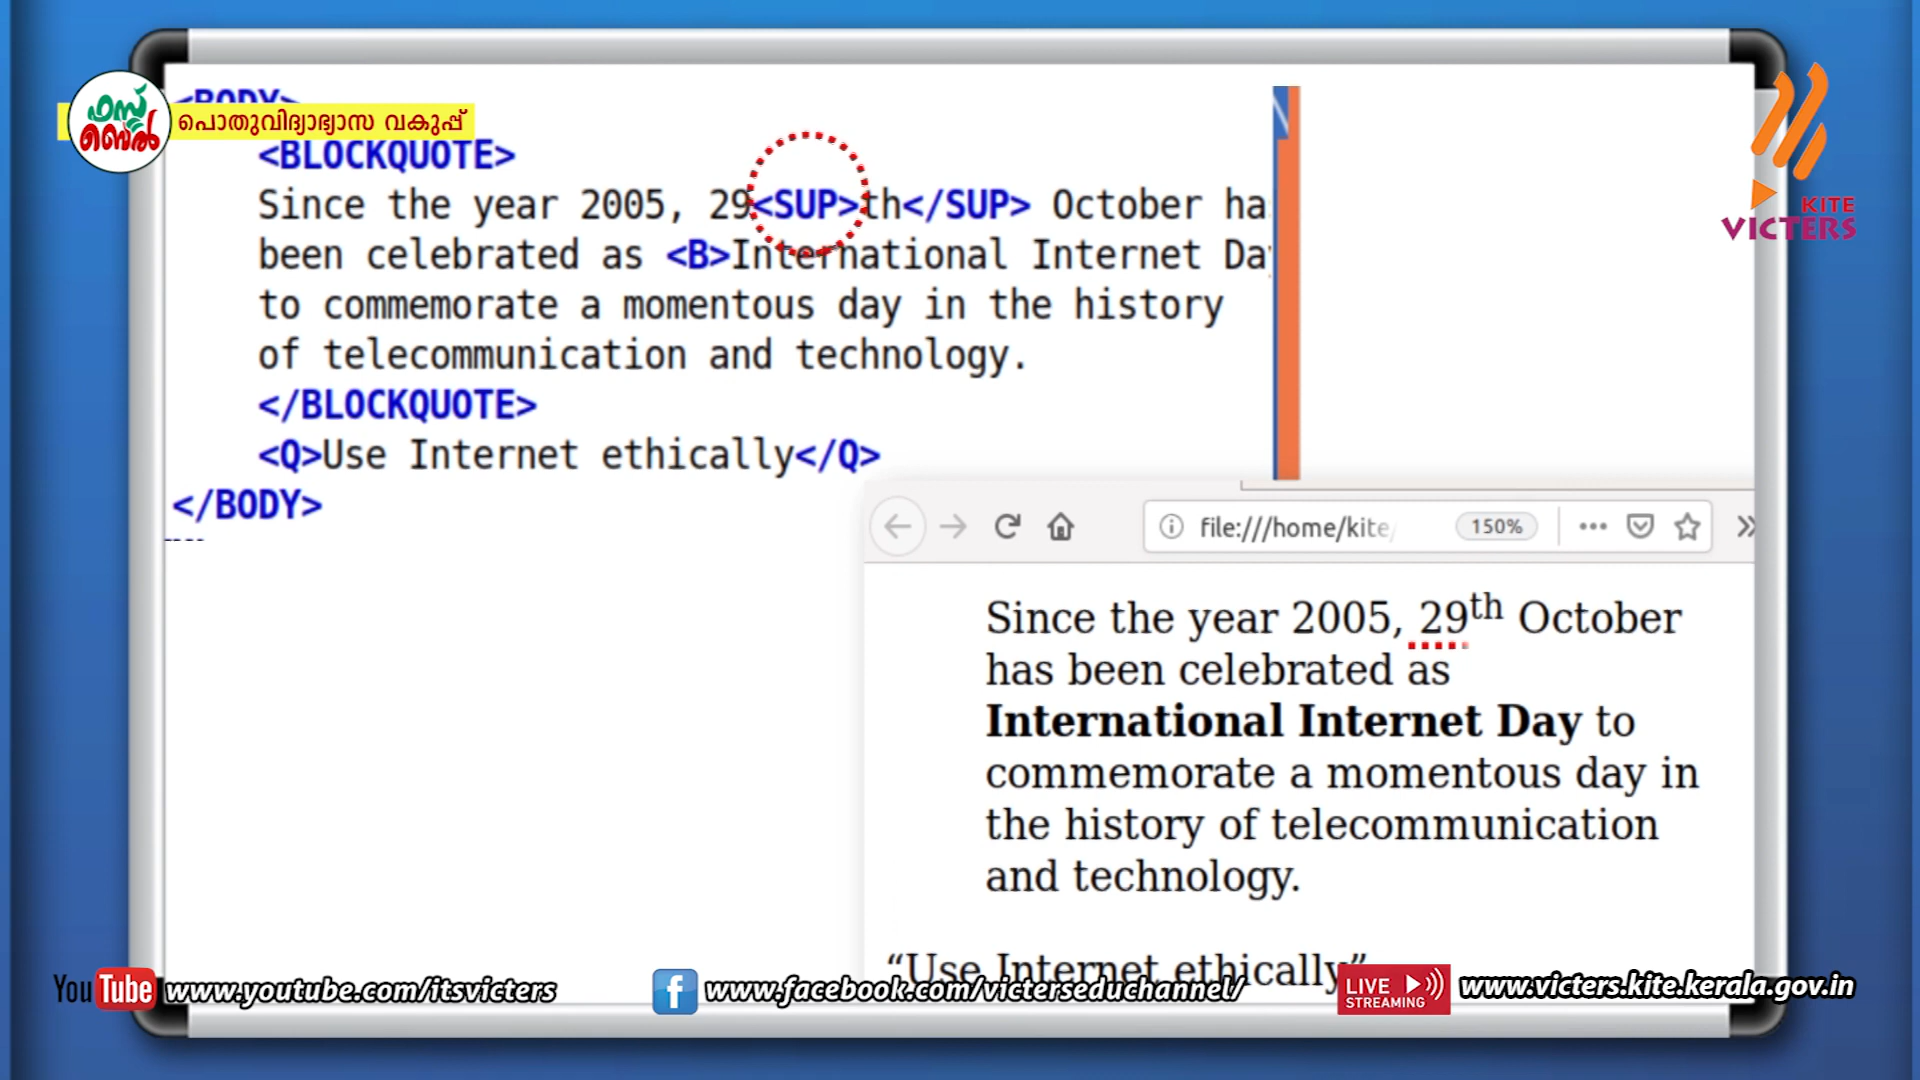 <BODY>
ഫസ്റ്റ്
ബെൽ
പൊതുവിദ്യാഭ്യാസ വകുപ്പ്
<BLOCKQUOTE>
Since the year 2005, 29<SUP>th</SUP> October ha
been celebrated as <B>International Internet Day
to commemorate a momentous day in the history
of telecommunication and technology.
</BLOCKQUOTE>
<Q>Use Internet ethically</Q>
</BODY>
KITE
VICTERS
file:///home/kite/
150%
Since the year 2005, 29th October
has been celebrated as
International Internet Day to
commemorate a momentous day in
the history of telecommunication
and technology.
“Use Internet ethically”
YouTube www.youtube.com/itsvicters
f www.facebook.com/victerseduchannel/
LIVE
STREAMING
www.victers.kite.kerala.gov.in